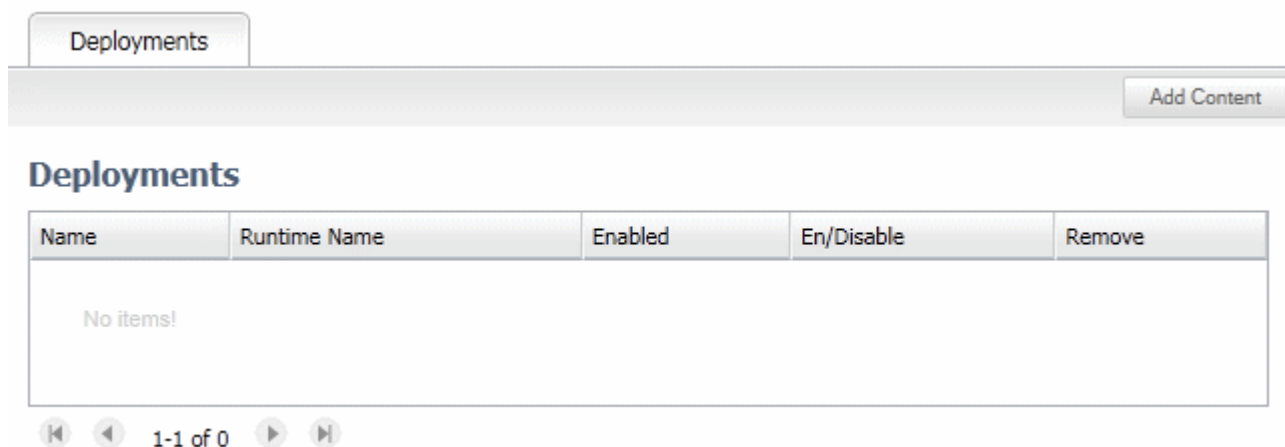 Deployments
Add Content
Deployments
Name Runtime Name Enabled En/Disable Remove
No items!
1-1 of 0